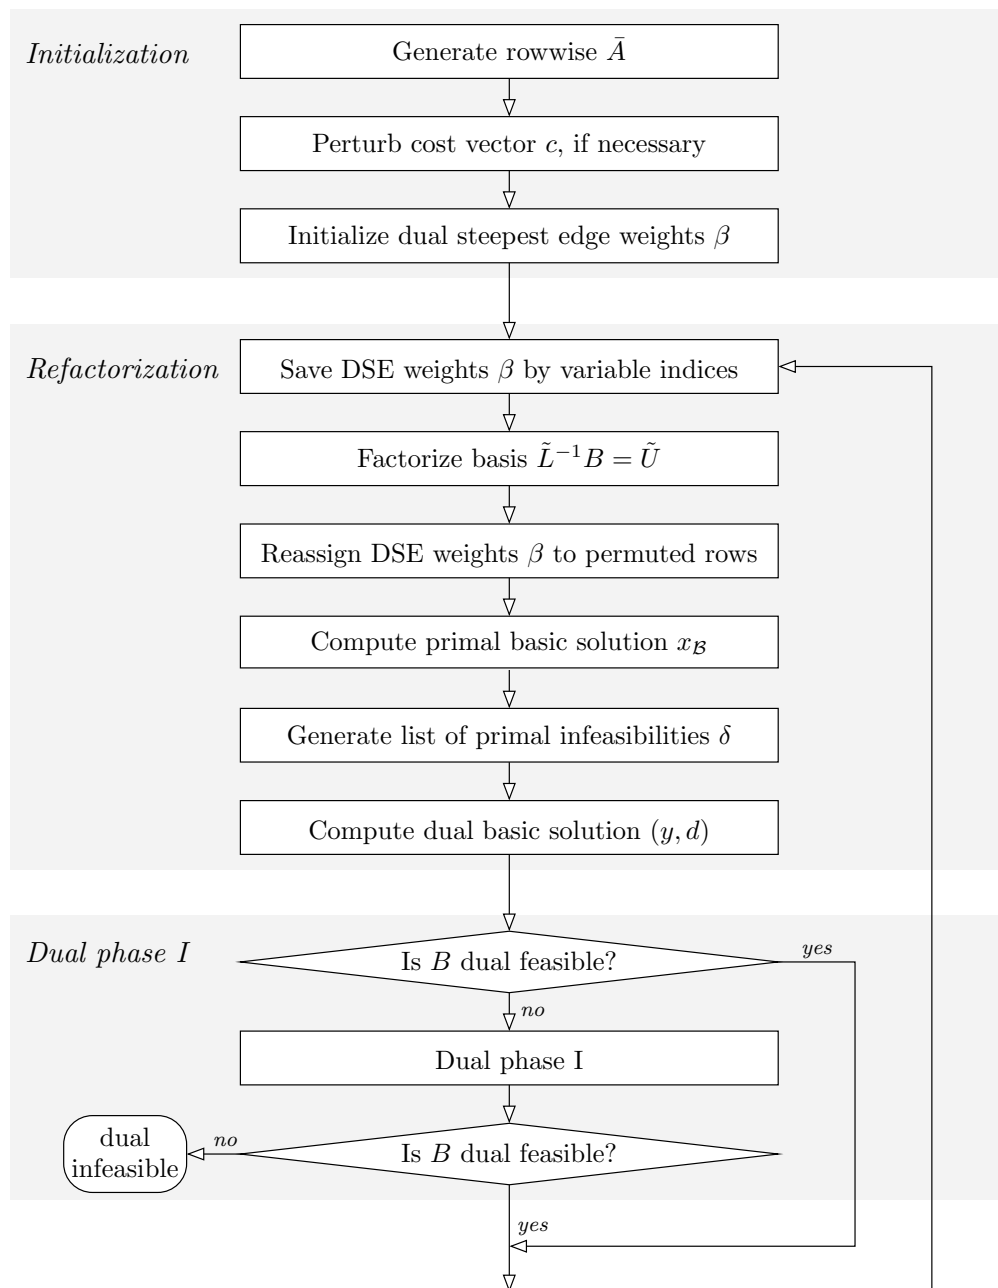 Initialization
Generate rowwise Ā
Perturb cost vector c, if necessary
Initialize dual steepest edge weights β
Refactorization
Save DSE weights β by variable indices
Factorize basis L̃⁻¹B = Ũ
Reassign DSE weights β to permuted rows
Compute primal basic solution x_ℬ
Generate list of primal infeasibilities δ
Compute dual basic solution (y, d)
Dual phase I
Is B dual feasible?
yes
no
Dual phase I
dual
infeasible
no
Is B dual feasible?
yes